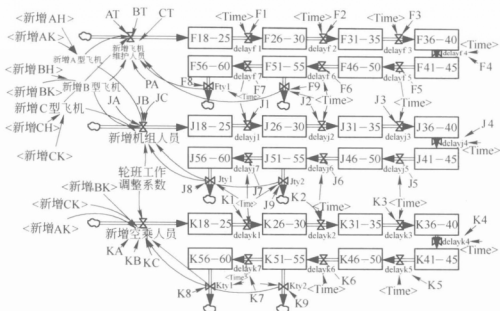 <新增AH> AT BT CT <Time> F1 <Time> F2 <Time> F3
<新增AK> F18-25 F26-30 F31-35 F36-40
新增飞机维护人员 delayf1 delayf2 delayf3 <Time>
新增A型飞机 F56-60 F51-55 F46-50 F41-45 F4
<新增BH> F8 delayf7 delayf6 delayf5
新增B型飞机 PA Fty1 <Time> F7 F9 F6 F5
<新增BK> JC <Time> <Time>
新增C型飞机 JA JB J1 J2 J3 J4
<新增CH> J18-25 J26-30 J31-35 J36-40
新增机组人员 delayj1 delayj2 delayj3 delayj4
<新增CK> <Time>
J56-60 J51-55 J46-50 J41-45
轮班工作 Jty1 delayj7 Jty2 delayj6 delayj5
调整系数 J8 J7 J9 J6 J5
<新增BK> K1 <Time> K2 K3 <Time> K4
<新增CK> K18-25 K26-30 K31-35 K36-40
新增空乘人员 delayk1 delayk2 delayk3 delayk4
<新增AK> <Time>
KA KB KC K56-60 K51-55 K46-50 K41-45
Kty1 delayk7 Kty2 delayk6 delayk5
K8 K7 K9 <Time> K6 <Time> K5